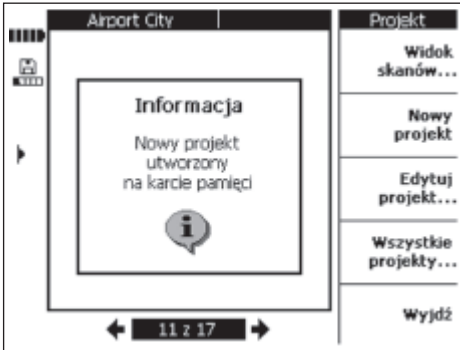 Airport City
Projekt
Widok
skanów...
Nowy
projekt
Edytuj
projekt...
Wszystkie
projekty...
Wyjdź
Informacja
Nowy projekt
utworzony
na karcie pamięci
11 z 17